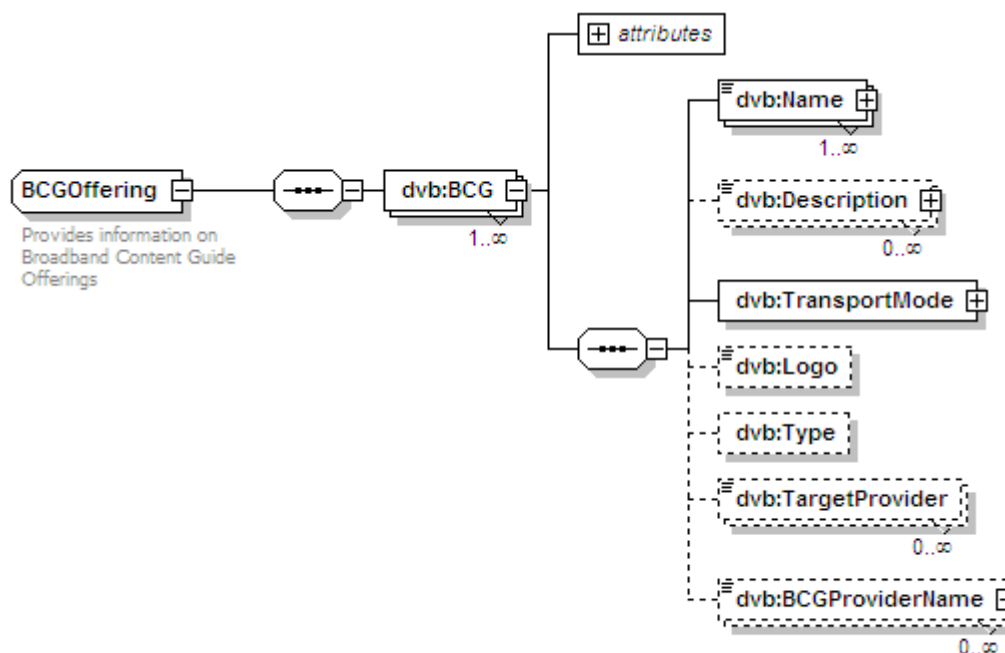 attributes
dvb:Name
1..∞
BCGOffering
dvb:BCG
1..∞
Provides information on
Broadband Content Guide
Offerings
dvb:Description
0..∞
dvb:TransportMode
dvb:Logo
dvb:Type
dvb:TargetProvider
0..∞
dvb:BCGProviderName
0..∞